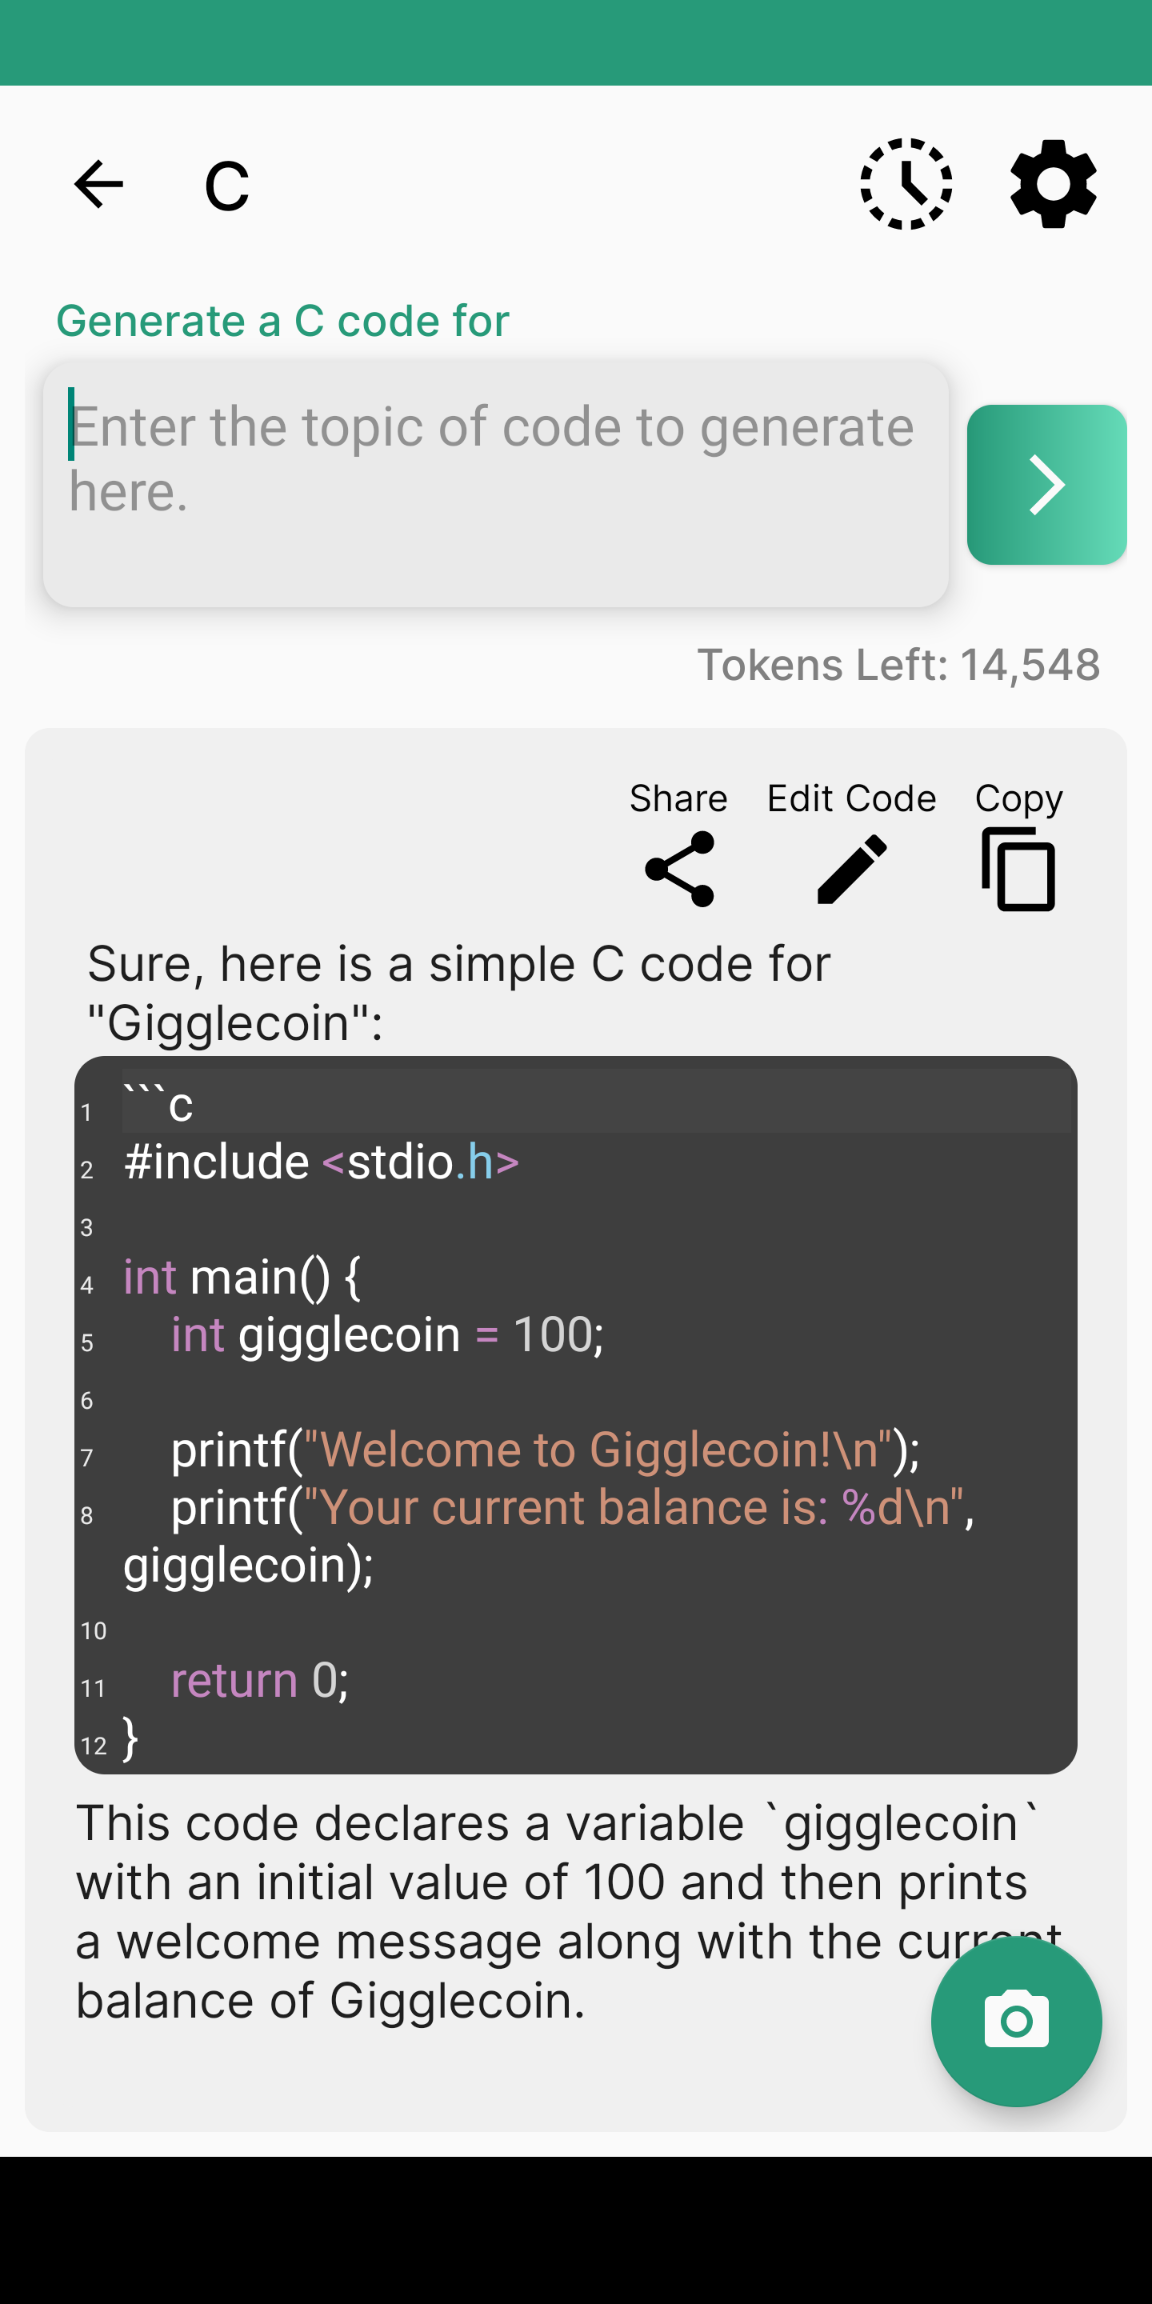 C
Generate a C code for
Enter the topic of code to generate
here.
Tokens Left: 14,548
Share Edit Code Copy
Sure, here is a simple C code for
"Gigglecoin":
1 ```c
2 #include <stdio.h>
3
4 int main() {
5     int gigglecoin = 100;
6
7     printf("Welcome to Gigglecoin!\n");
8     printf("Your current balance is: %d\n",
gigglecoin);
10
11     return 0;
12 }
This code declares a variable `gigglecoin`
with an initial value of 100 and then prints
a welcome message along with the current
balance of Gigglecoin.